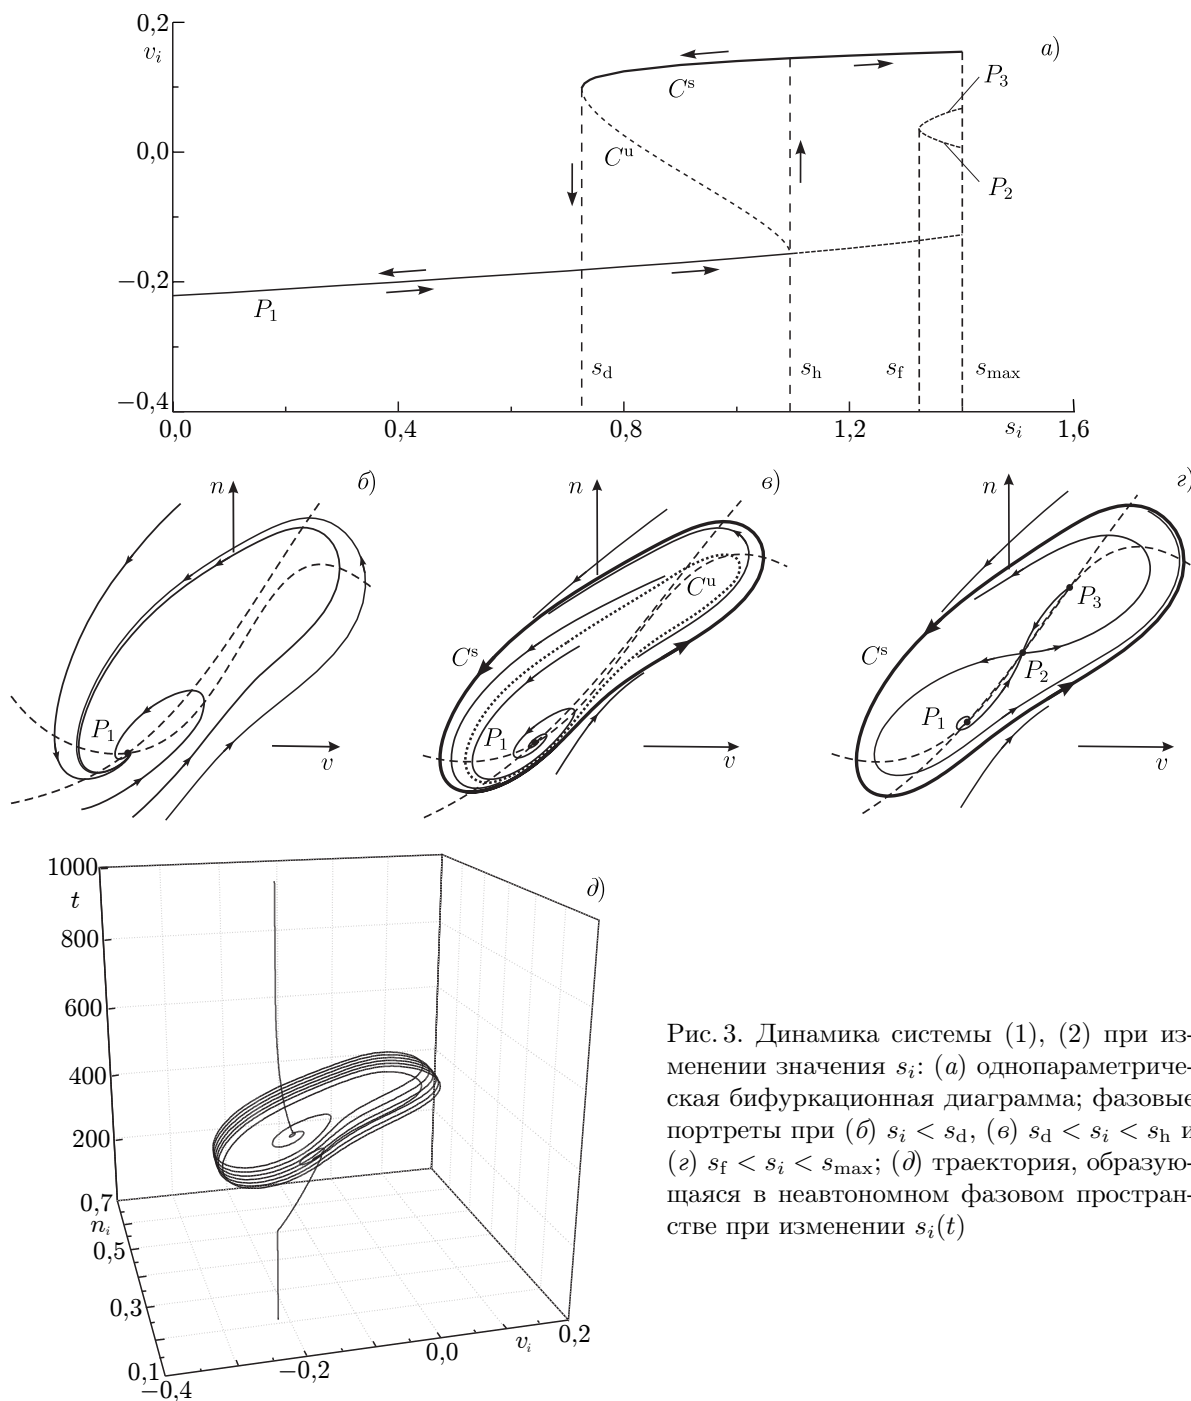 0,2
v_i
а)
P_3
C^s
0,0
C^u
P_2
−0,2
P_1
s_d
s_h
s_f
s_max
−0,4
0,0
0,4
0,8
1,2
s_i
1,6
б)
n
P_1
v
в)
n
C^u
C^s
P_1
v
г)
n
P_3
C^s
P_2
P_1
v
1000
д)
t
800
600
400
200
0,7
n_i
0,5
0,3
0,1
−0,4
−0,2
0,0
v_i
0,2
Рис. 3. Динамика системы (1), (2) при из-
менении значения s_i: (а) однопараметриче-
ская бифуркационная диаграмма; фазовые
портреты при (б) s_i < s_d, (в) s_d < s_i < s_h и
(г) s_f < s_i < s_max; (д) траектория, образую-
щаяся в неавтономном фазовом простран-
стве при изменении s_i(t)